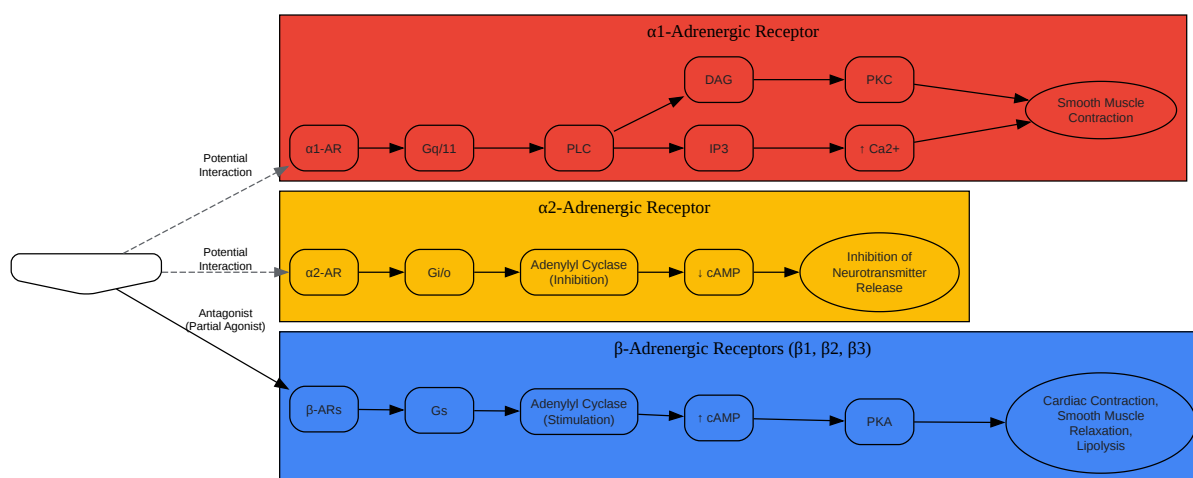 α1-Adrenergic Receptor
DAG
PKC
Smooth Muscle
Contraction
α1-AR
Gq/11
PLC
IP3
↑ Ca2+
Potential
Interaction
α2-Adrenergic Receptor
Potential
Interaction
α2-AR
Gi/o
Adenylyl Cyclase
(Inhibition)
↓ cAMP
Inhibition of
Neurotransmitter
Release
Antagonist
(Partial Agonist)
β-Adrenergic Receptors (β1, β2, β3)
β-ARs
Gs
Adenylyl Cyclase
(Stimulation)
↑ cAMP
PKA
Cardiac Contraction,
Smooth Muscle
Relaxation,
Lipolysis